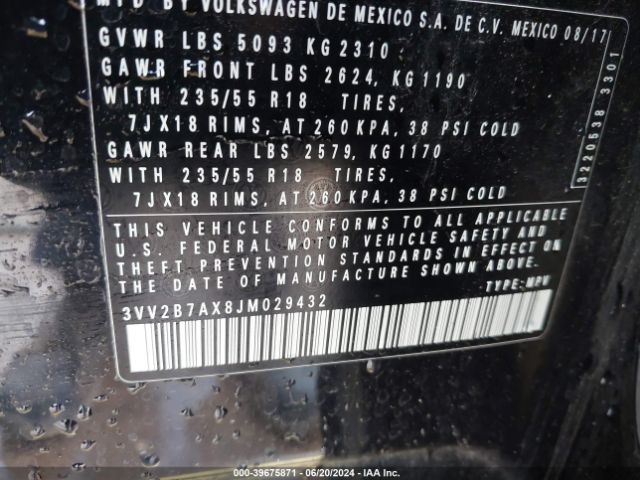 MFD BY VOLKSWAGEN DE MEXICO S.A. DE C.V. MEXICO 08/17
GVWR LBS 5093 KG 2310
GAWR FRONT LBS 2624, KG 1190
WITH 235/55 R18 TIRES,
7JX18 RIMS, AT 260 KPA, 38 PSI COLD
GAWR REAR LBS 2579, KG 1170
WITH 235/55 R18 TIRES,
7JX18 RIMS, AT 260 KPA, 38 PSI COLD
3220538 3301
THIS VEHICLE CONFORMS TO ALL APPLICABLE
U.S. FEDERAL MOTOR VEHICLE SAFETY AND
THEFT PREVENTION STANDARDS IN EFFECT ON
THE DATE OF MANUFACTURE SHOWN ABOVE.
TYPE: MPV
3VV2B7AX8JM029432
000-39675871 - 06/20/2024 - IAA Inc.